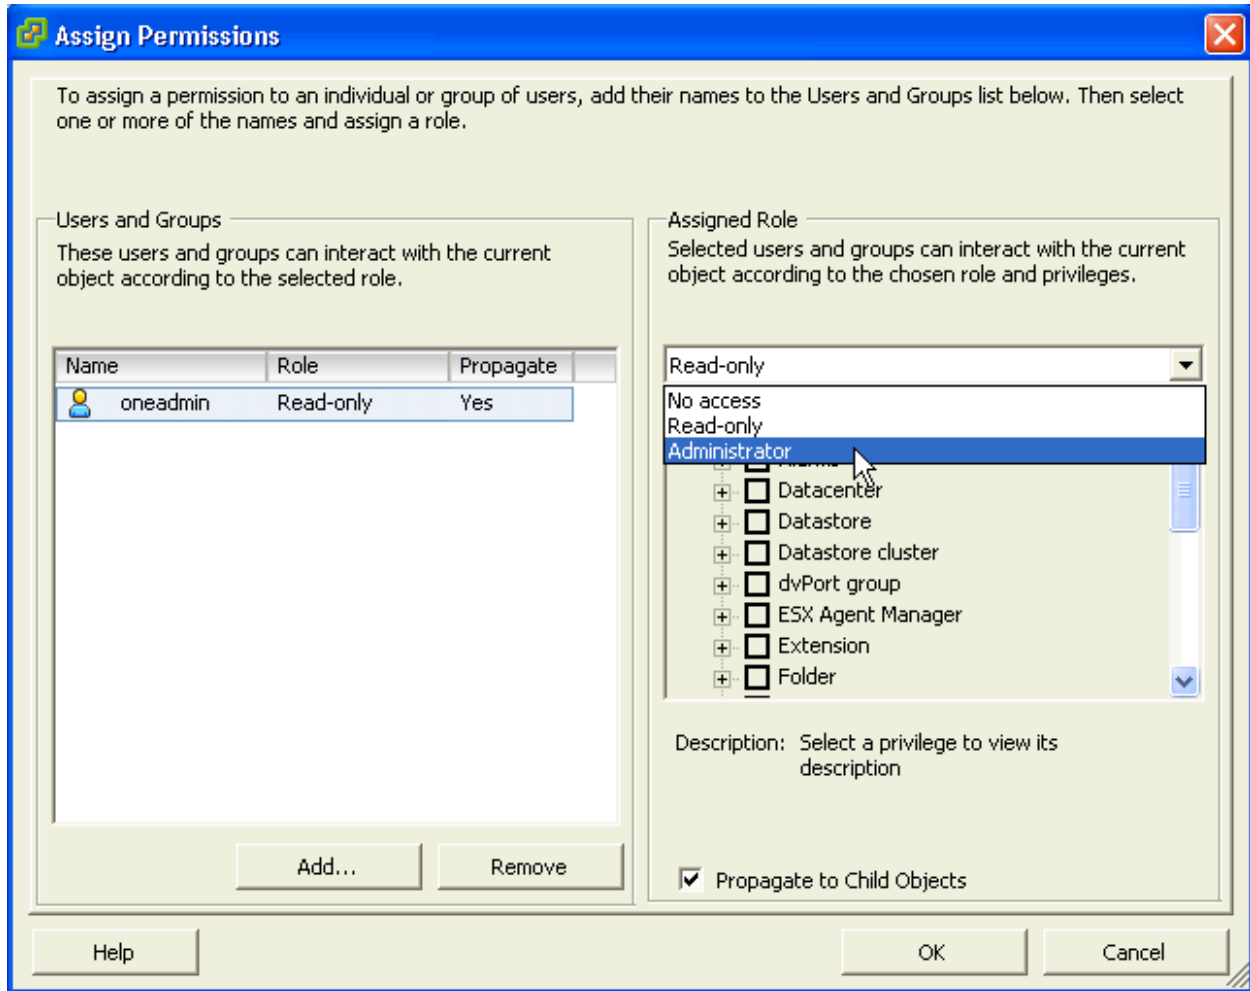 Assign Permissions
To assign a permission to an individual or group of users, add their names to the Users and Groups list below. Then select
one or more of the names and assign a role.
Users and Groups
These users and groups can interact with the current
object according to the selected role.
Name Role Propagate
oneadmin Read-only Yes
Add... Remove
Assigned Role
Selected users and groups can interact with the current
object according to the chosen role and privileges.
Read-only
No access
Read-only
Administrator
Datacenter
Datastore
Datastore cluster
dvPort group
ESX Agent Manager
Extension
Folder
Description: Select a privilege to view its
description
Propagate to Child Objects
Help OK Cancel